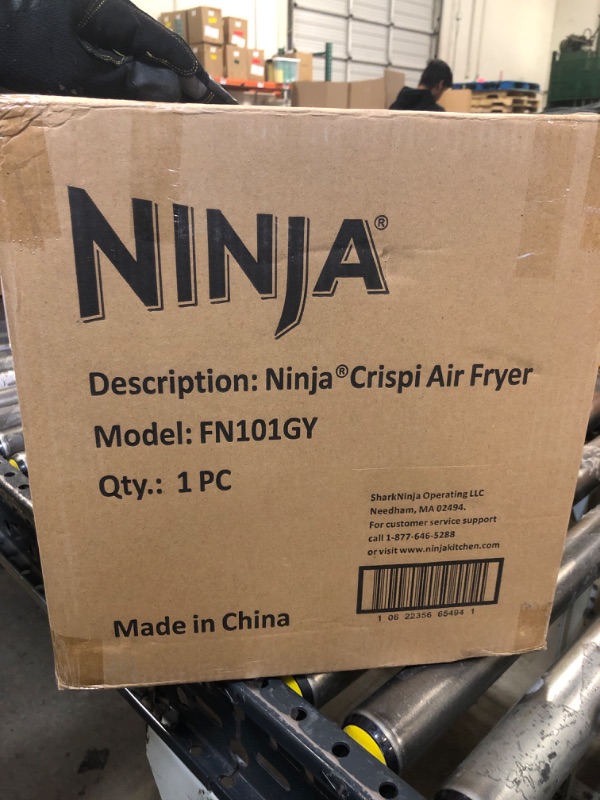 NINJA®
Description: Ninja® Crispi Air Fryer
Model: FN101GY
Qty.: 1 PC
SharkNinja Operating LLC
Needham, MA 02494.
For customer service support
call 1-877-646-5288
or visit www.ninjakitchen.com
1 06 22356 65494 1
Made in China